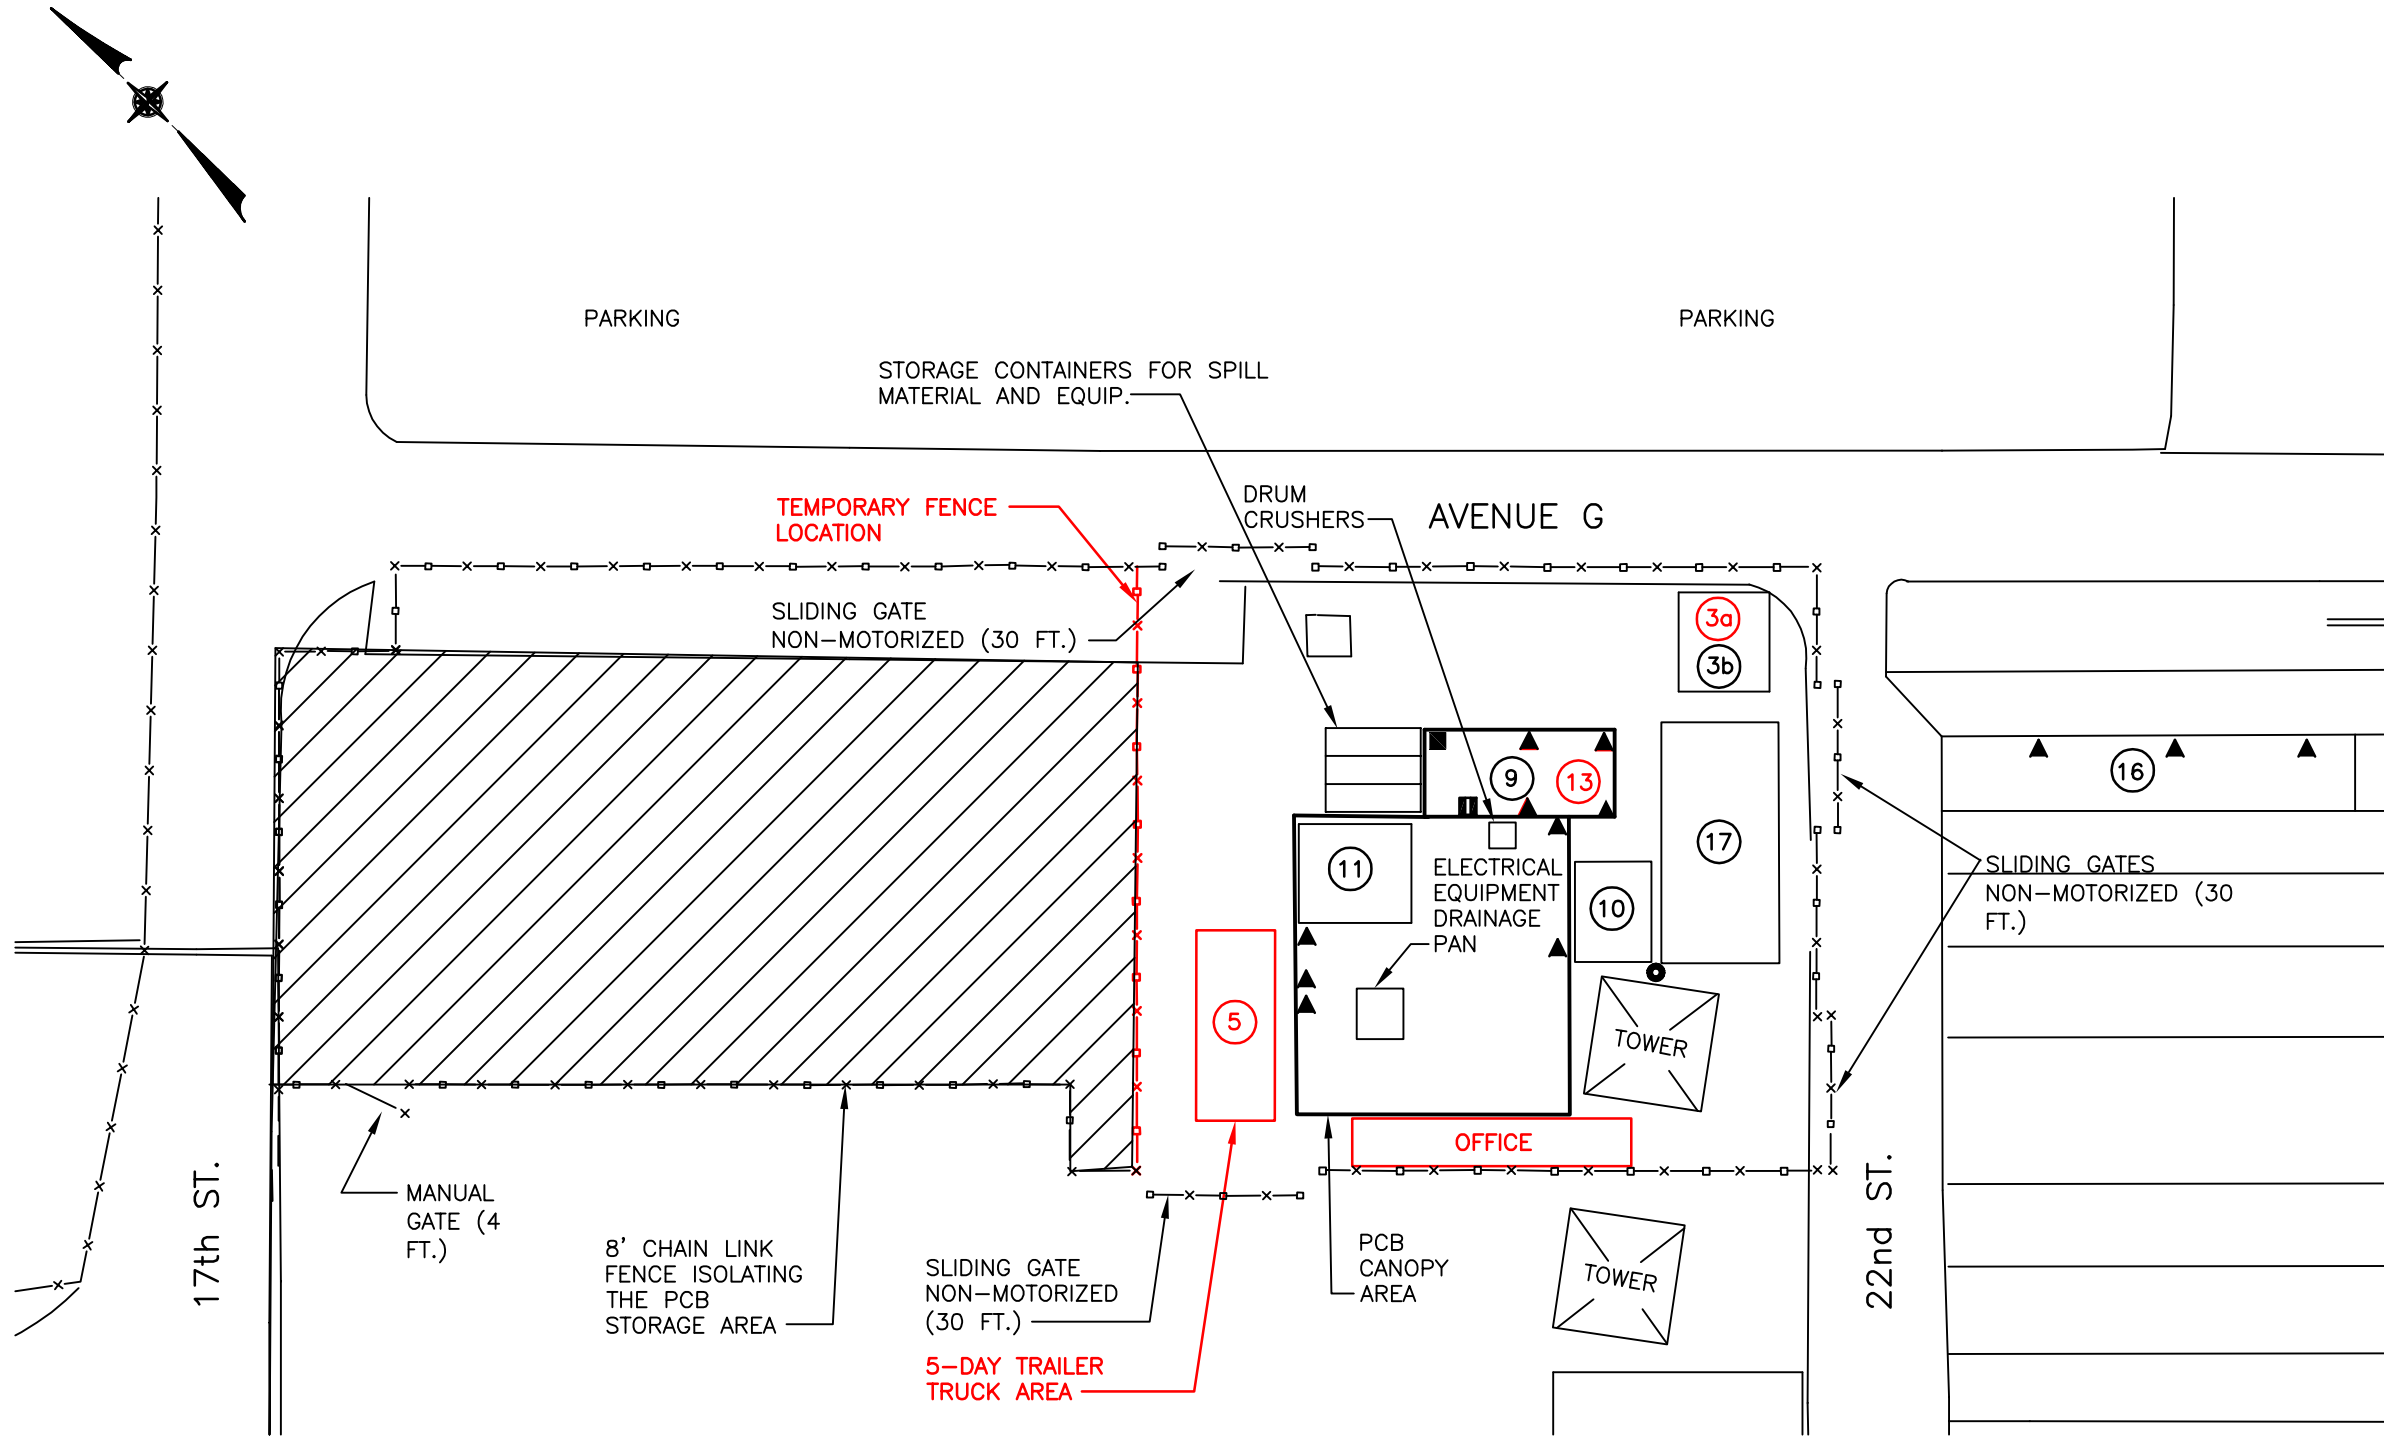 PARKING
PARKING
STORAGE CONTAINERS FOR SPILL
MATERIAL AND EQUIP.
TEMPORARY FENCE
LOCATION
DRUM
CRUSHERS
AVENUE G
SLIDING GATE
NON-MOTORIZED (30 FT.)
3a
3b
9
13
16
17
11
ELECTRICAL
EQUIPMENT
DRAINAGE
PAN
10
SLIDING GATES
NON-MOTORIZED (30
FT.)
5
TOWER
OFFICE
17th ST.
MANUAL
GATE (4
FT.)
8' CHAIN LINK
FENCE ISOLATING
THE PCB
STORAGE AREA
SLIDING GATE
NON-MOTORIZED
(30 FT.)
5-DAY TRAILER
TRUCK AREA
PCB
CANOPY
AREA
TOWER
22nd ST.